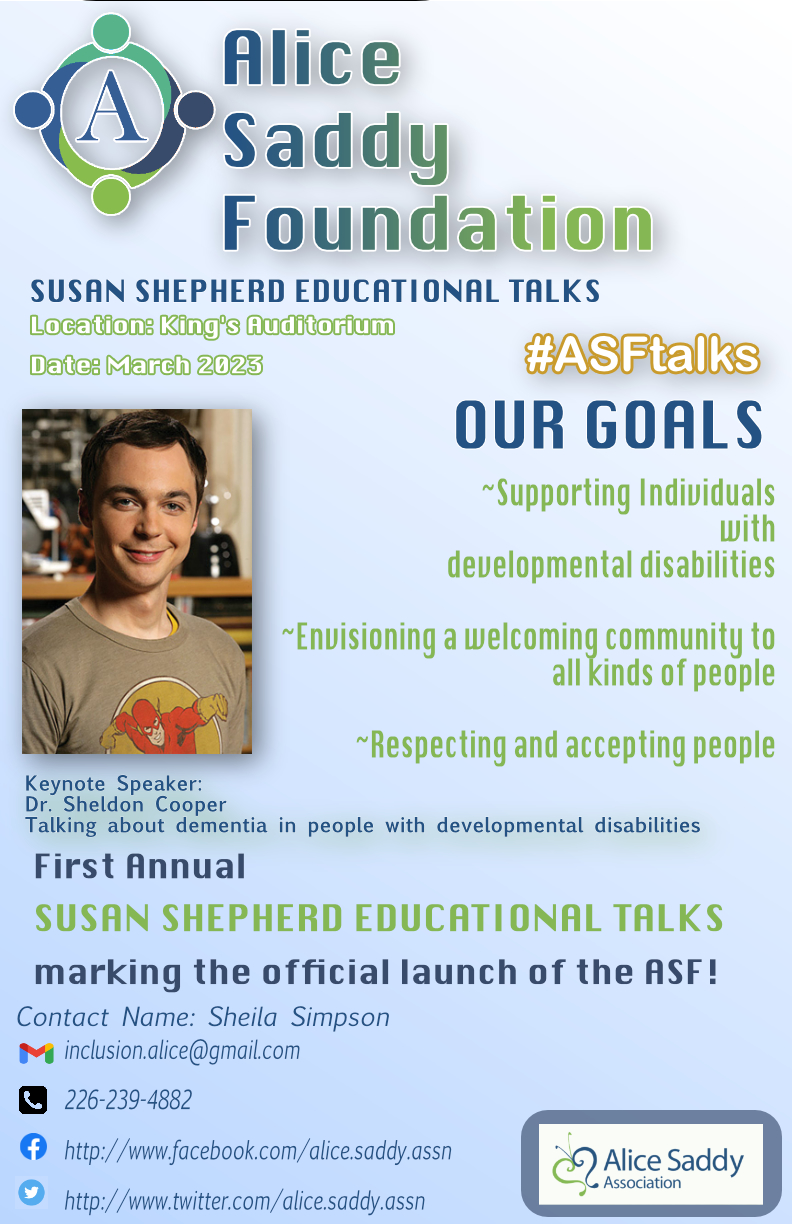 A
Alice
Saddy
Foundation
SUSAN SHEPHERD EDUCATIONAL TALKS
Location: King's Auditorium
Date: March 2023
#ASFtalks
OUR GOALS
~Supporting Individuals
with
developmental disabilities
~Envisioning a welcoming community to
all kinds of people
~Respecting and accepting people
Keynote Speaker:
Dr. Sheldon Cooper
Talking about dementia in people with developmental disabilities
First Annual
SUSAN SHEPHERD EDUCATIONAL TALKS
marking the official launch of the ASF!
Contact Name: Sheila Simpson
inclusion.alice@gmail.com
226-239-4882
http://www.facebook.com/alice.saddy.assn
http://www.twitter.com/alice.saddy.assn
Alice Saddy
Association